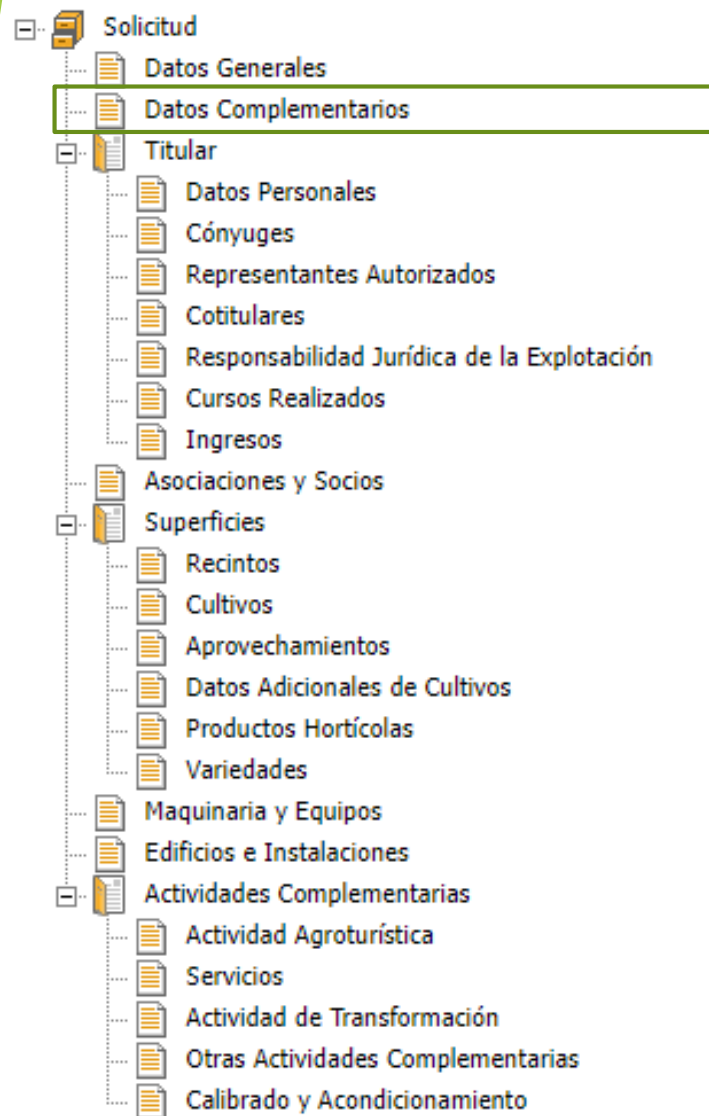 Solicitud
Datos Generales
Datos Complementarios
Titular
Datos Personales
Cónyuges
Representantes Autorizados
Cotitulares
Responsabilidad Jurídica de la Explotación
Cursos Realizados
Ingresos
Asociaciones y Socios
Superficies
Recintos
Cultivos
Aprovechamientos
Datos Adicionales de Cultivos
Productos Hortícolas
Variedades
Maquinaria y Equipos
Edificios e Instalaciones
Actividades Complementarias
Actividad Agroturística
Servicios
Actividad de Transformación
Otras Actividades Complementarias
Calibrado y Acondicionamiento